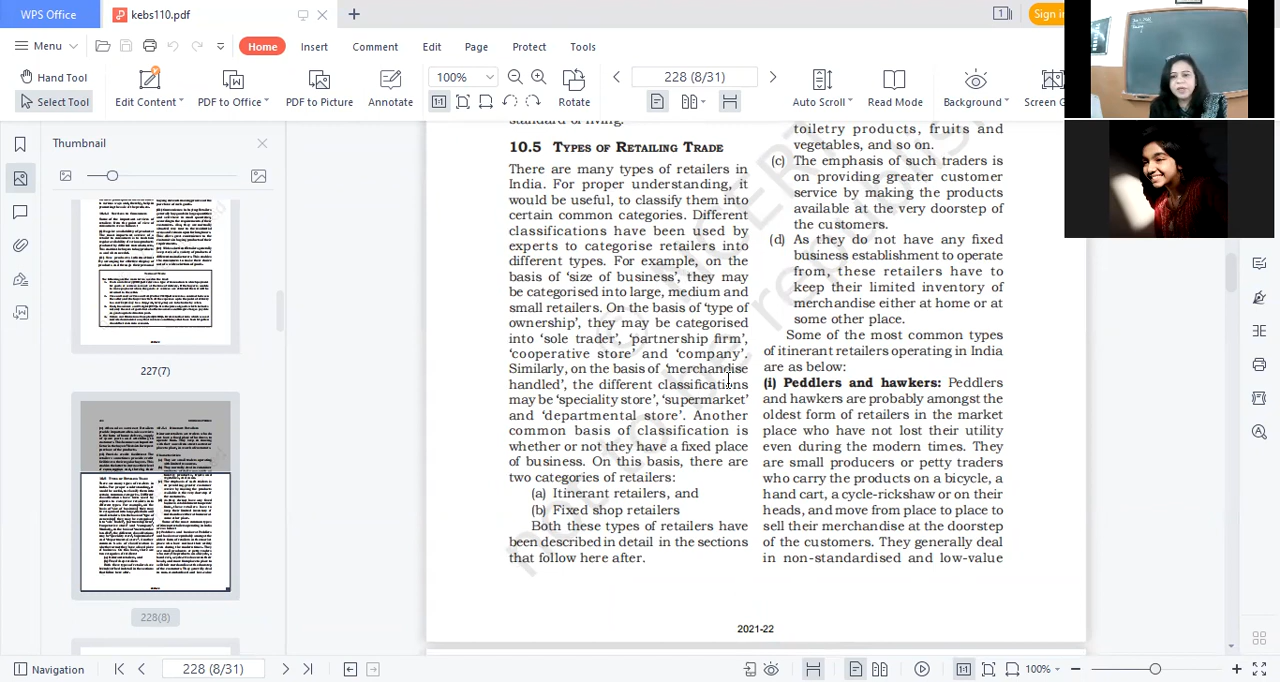 WPS Office
kebs110.pdf
1
Sign in
Menu
Home
Insert
Comment
Edit
Page
Protect
Tools
Hand Tool
Select Tool
Edit Content
PDF to Office
PDF to Picture
Annotate
100%
Rotate
228 (8/31)
Auto Scroll
Read Mode
Background
Screen G
Thumbnail
227(7)
228(8)
standard of living.
10.5 TYPES OF RETAILING TRADE
There are many types of retailers in
India. For proper understanding, it
would be useful, to classify them into
certain common categories. Different
classifications have been used by
experts to categorise retailers into
different types. For example, on the
basis of ‘size of business’, they may
be categorised into large, medium and
small retailers. On the basis of ‘type of
ownership’, they may be categorised
into ‘sole trader’, ‘partnership firm’,
‘cooperative store’ and ‘company’.
Similarly, on the basis of ‘merchandise
handled’, the different classifications
may be ‘speciality store’, ‘supermarket’
and ‘departmental store’. Another
common basis of classification is
whether or not they have a fixed place
of business. On this basis, there are
two categories of retailers:
(a) Itinerant retailers, and
(b) Fixed shop retailers
Both these types of retailers have
been described in detail in the sections
that follow here after.
toiletry products, fruits and
vegetables, and so on.
(c) The emphasis of such traders is
on providing greater customer
service by making the products
available at the very doorstep of
the customers.
(d) As they do not have any fixed
business establishment to operate
from, these retailers have to
keep their limited inventory of
merchandise either at home or at
some other place.
Some of the most common types
of itinerant retailers operating in India
are as below:
(i) Peddlers and hawkers: Peddlers
and hawkers are probably amongst the
oldest form of retailers in the market
place who have not lost their utility
even during the modern times. They
are small producers or petty traders
who carry the products on a bicycle, a
hand cart, a cycle-rickshaw or on their
heads, and move from place to place to
sell their merchandise at the doorstep
of the customers. They generally deal
in non-standardised and low-value
2021-22
Navigation
228 (8/31)
100%